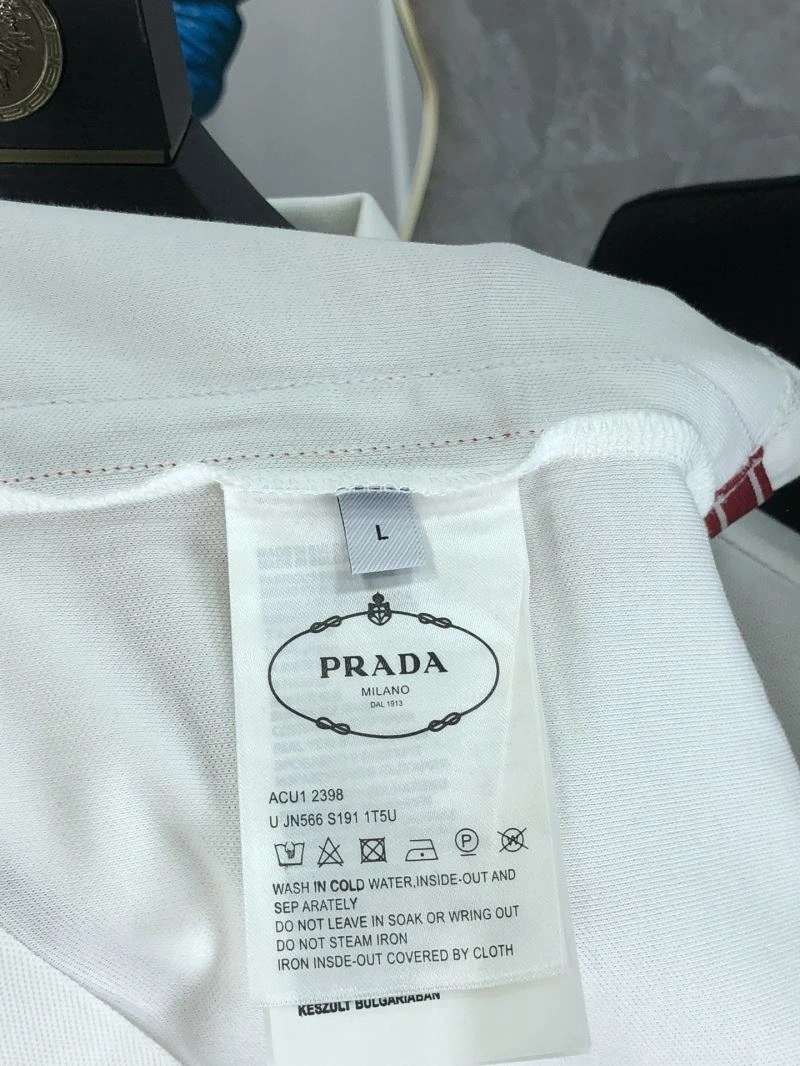 L
PRADA
MILANO
DAL 1913
ACU1 2398
U JN566 S191 1T5U
P
W
WASH IN COLD WATER,INSIDE-OUT AND
SEP ARATELY
DO NOT LEAVE IN SOAK OR WRING OUT
DO NOT STEAM IRON
IRON INSDE-OUT COVERED BY CLOTH
KESZULT BULGARIABAN